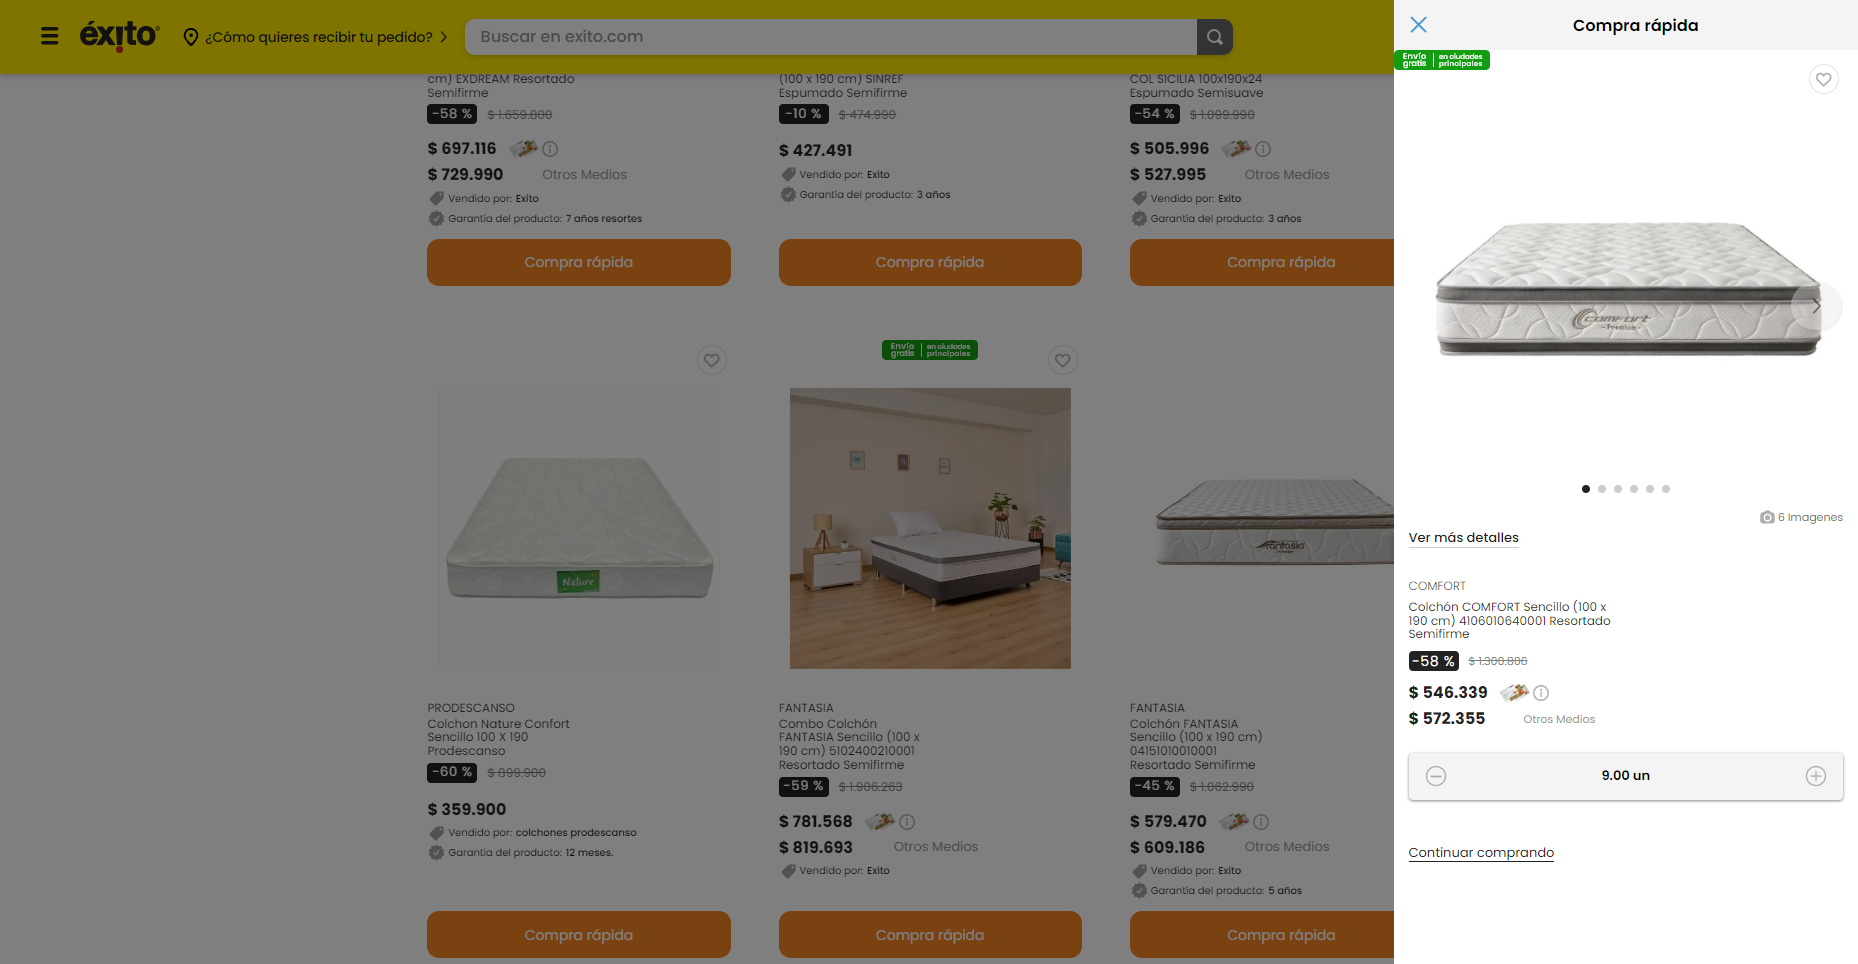 éxito
¿Cómo quieres recibir tu pedido?
Buscar en exito.com
cm) EXDREAM Resortado
Semifirme
-58 % $ 1.659.800
$ 697.116
$ 729.990 Otros Medios
Vendido por: Exito
Garantía del producto: 7 años resortes
Compra rápida
(100 x 190 cm) SINREF
Espumado Semifirme
-10 % $ 474.990
$ 427.491
Vendido por: Exito
Garantía del producto: 3 años
Compra rápida
COL SICILIA 100x190x24
Espumado Semisuave
-54 % $ 1.099.990
$ 505.996
$ 527.995 Otros Medios
Vendido por: Exito
Garantía del producto: 3 años
Compra rápida
Nature
PRODESCANSO
Colchon Nature Confort
Sencillo 100 X 190
Prodescanso
-60 % $ 899.900
$ 359.900
Vendido por: colchones prodescanso
Garantía del producto: 12 meses.
Compra rápida
Envío gratis en ciudades principales
FANTASIA
Combo Colchón
FANTASIA Sencillo (100 x
190 cm) 5102400210001
Resortado Semifirme
-59 % $ 1.906.263
$ 781.568
$ 819.693 Otros Medios
Vendido por: Exito
Compra rápida
fantasia
FANTASIA
Colchón FANTASIA
Sencillo (100 x 190 cm)
04151010010001
Resortado Semifirme
-45 % $ 1.062.990
$ 579.470
$ 609.186 Otros Medios
Vendido por: Exito
Garantía del producto: 5 años
Compra rápida
Compra rápida
Envío gratis en ciudades principales
Comfort
Premium
6 Imagenes
Ver más detalles
COMFORT
Colchón COMFORT Sencillo (100 x
190 cm) 4106010640001 Resortado
Semifirme
-58 % $ 1.300.806
$ 546.339
$ 572.355 Otros Medios
9.00 un
Continuar comprando